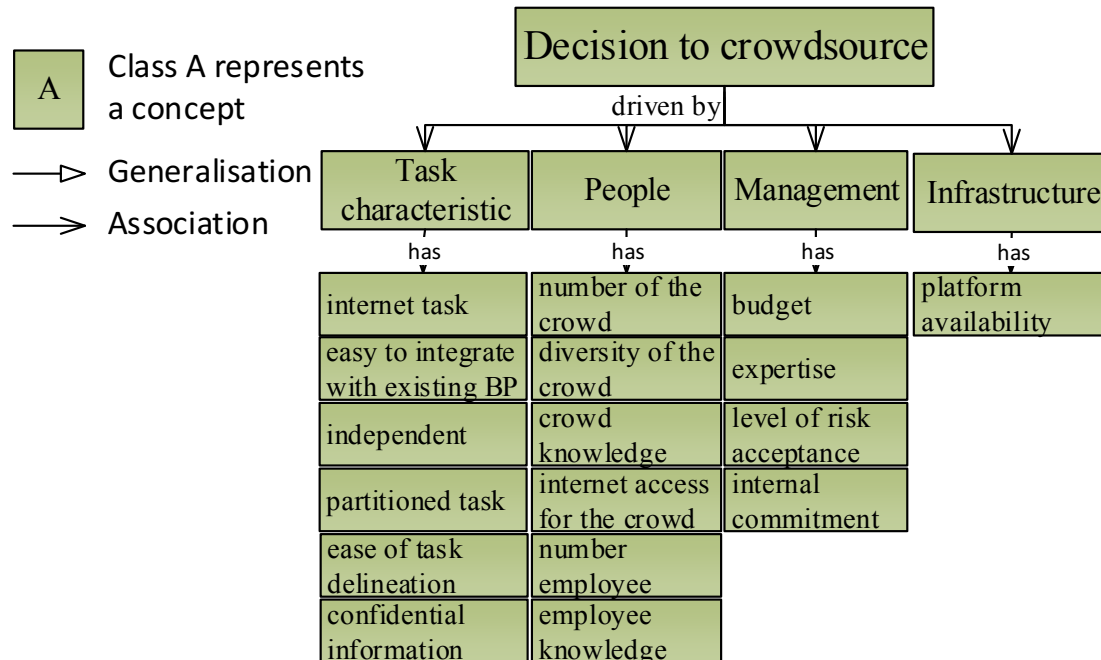 A
Class A represents
a concept
Generalisation
Association
Decision to crowdsource
driven by
Task
characteristic
People
Management
Infrastructure
has
has
has
has
internet task
easy to integrate
with existing BP
independent
partitioned task
ease of task
delineation
confidential
information
number of the
crowd
diversity of the
crowd
crowd
knowledge
internet access
for the crowd
number
employee
employee
knowledge
budget
expertise
level of risk
acceptance
internal
commitment
platform
availability